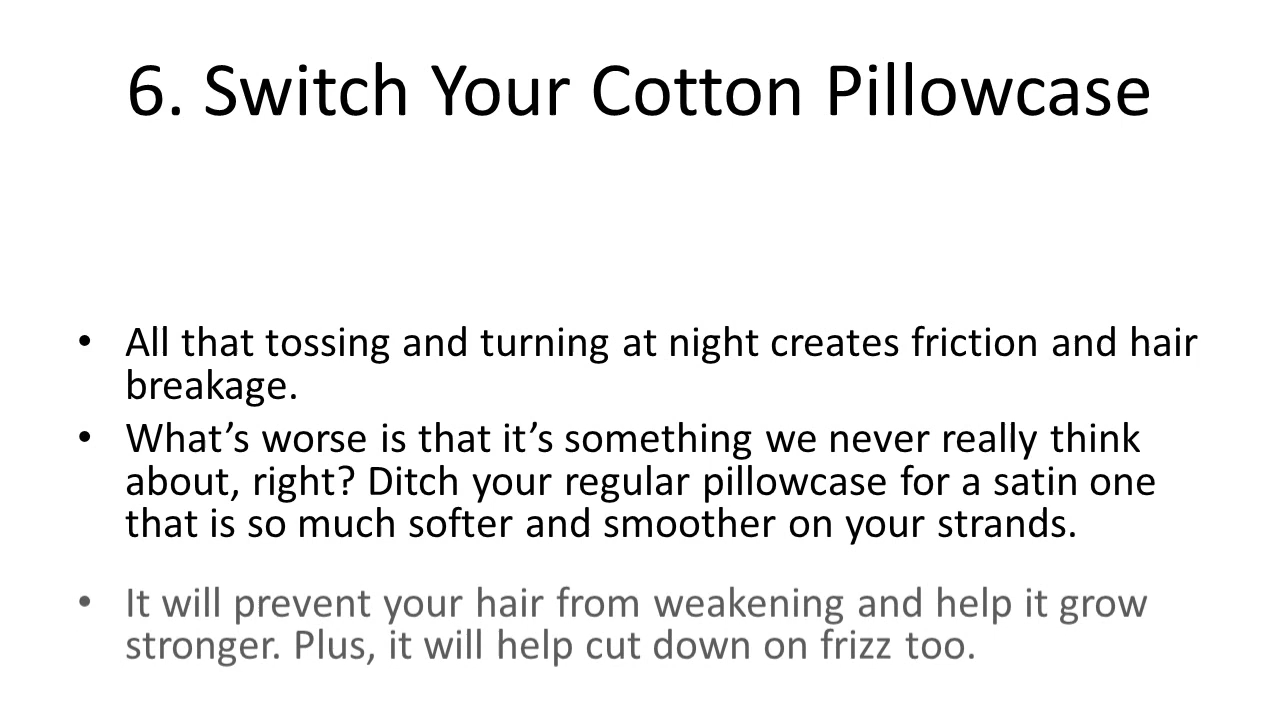 6. Switch Your Cotton Pillowcase
• All that tossing and turning at night creates friction and hair
breakage.
• What’s worse is that it’s something we never really think
about, right? Ditch your regular pillowcase for a satin one
that is so much softer and smoother on your strands.
• It will prevent your hair from weakening and help it grow
stronger. Plus, it will help cut down on frizz too.